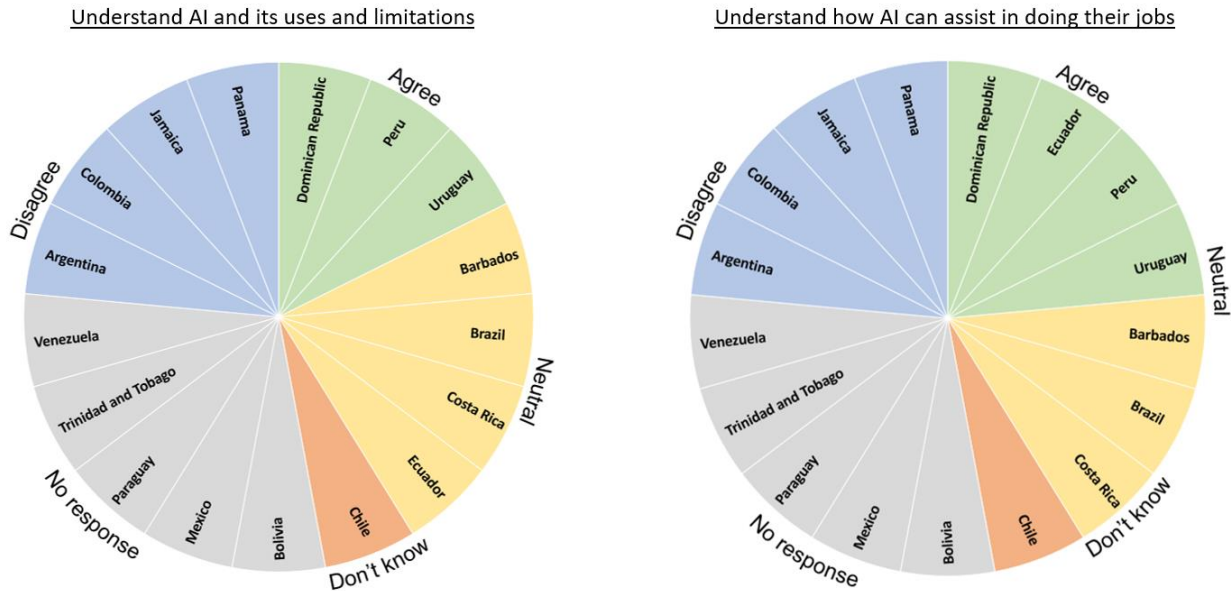 Understand AI and its uses and limitations
Agree
Dominican Republic
Peru
Uruguay
Neutral
Barbados
Brazil
Costa Rica
Ecuador
Don't know
Chile
No response
Bolivia
Mexico
Paraguay
Trinidad and Tobago
Venezuela
Disagree
Argentina
Colombia
Jamaica
Panama
Understand how AI can assist in doing their jobs
Agree
Dominican Republic
Ecuador
Peru
Uruguay
Neutral
Barbados
Brazil
Costa Rica
Don't know
Chile
No response
Bolivia
Mexico
Paraguay
Trinidad and Tobago
Venezuela
Disagree
Argentina
Colombia
Jamaica
Panama